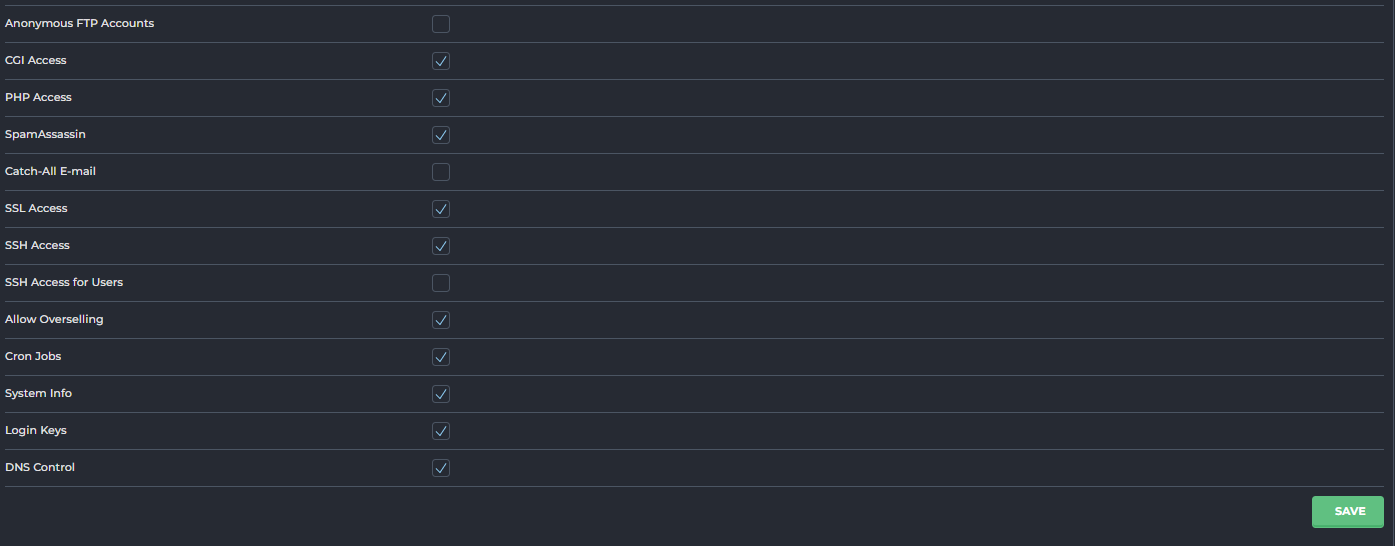 Anonymous FTP Accounts
CGI Access
PHP Access
SpamAssassin
Catch-All E-mail
SSL Access
SSH Access
SSH Access for Users
Allow Overselling
Cron Jobs
System Info
Login Keys
DNS Control
SAVE